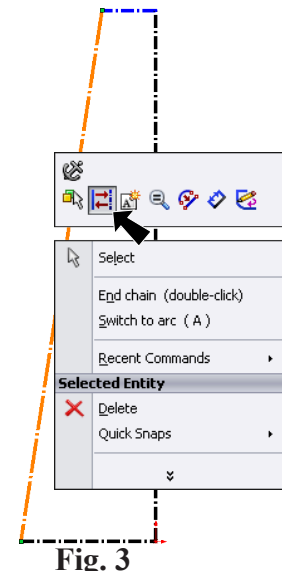 Select
End chain (double-click)
Switch to arc ( A )
Recent Commands
Selected Entity
Delete
Quick Snaps
Fig. 3